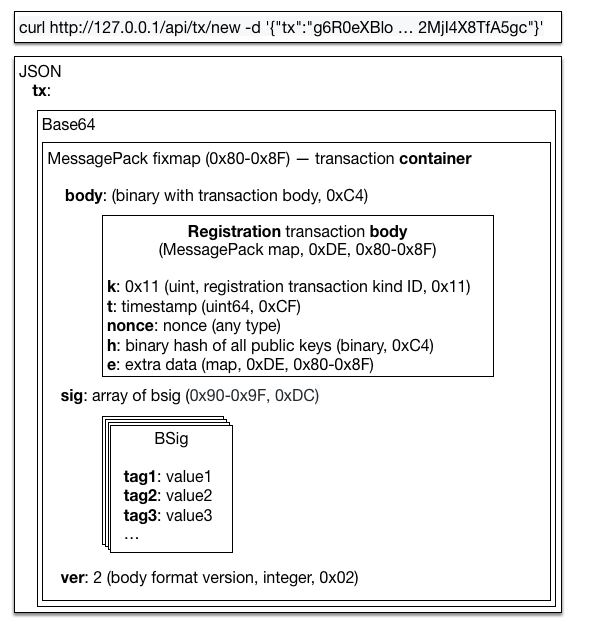 curl http://127.0.0.1/api/tx/new -d '{"tx":"g6R0eXBlo … 2MjI4X8TfA5gc"}'
JSON
tx:
Base64
MessagePack fixmap (0x80-0x8F) — transaction container
body: (binary with transaction body, 0xC4)
Registration transaction body
(MessagePack map, 0xDE, 0x80-0x8F)
k: 0x11 (uint, registration transaction kind ID, 0x11)
t: timestamp (uint64, 0xCF)
nonce: nonce (any type)
h: binary hash of all public keys (binary, 0xC4)
e: extra data (map, 0xDE, 0x80-0x8F)
sig: array of bsig (0x90-0x9F, 0xDC)
BSig
tag1: value1
tag2: value2
tag3: value3
…
ver: 2 (body format version, integer, 0x02)